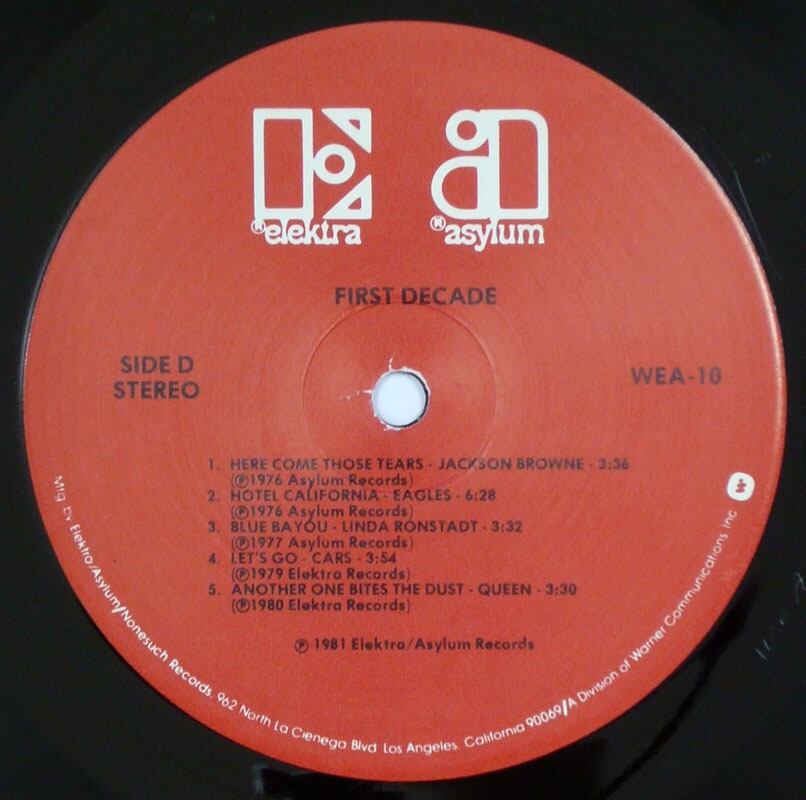 elektra
asylum
FIRST DECADE
SIDE D
STEREO
WEA-10
1. HERE COME THOSE TEARS - JACKSON BROWNE - 3:36
(℗1976 Asylum Records)
2. HOTEL CALIFORNIA - EAGLES - 6:28
(℗1976 Asylum Records)
3. BLUE BAYOU - LINDA RONSTADT - 3:32
(℗1977 Asylum Records)
4. LET'S GO - CARS - 3:54
(℗1979 Elektra Records)
5. ANOTHER ONE BITES THE DUST - QUEEN - 3:30
(℗1980 Elektra Records)
℗ 1981 Elektra/Asylum Records
Mfg. by Elektra/Asylum/Nonesuch Records, 962 North La Cienega Blvd. Los Angeles, California 90069/A Division of Warner Communications Inc.